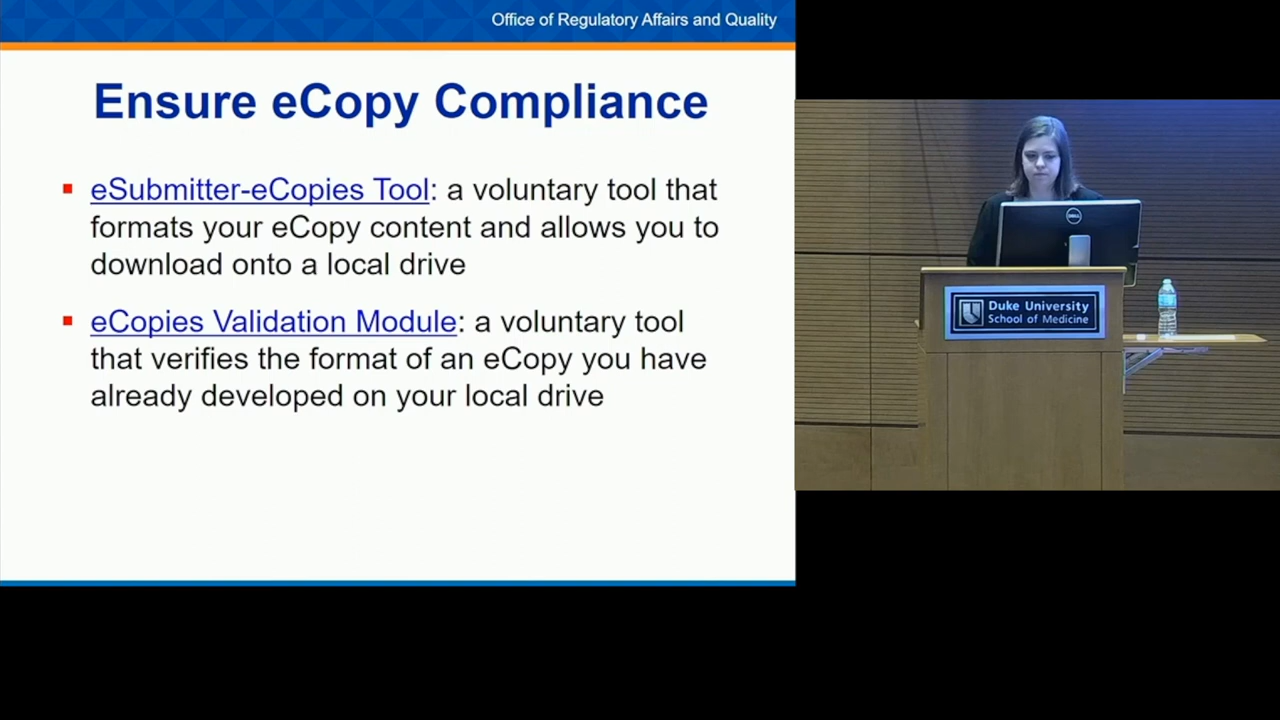 Office of Regulatory Affairs and Quality
Ensure eCopy Compliance
▪ eSubmitter-eCopies Tool: a voluntary tool that
formats your eCopy content and allows you to
download onto a local drive
▪ eCopies Validation Module: a voluntary tool
that verifies the format of an eCopy you have
already developed on your local drive
DELL
Duke University
School of Medicine